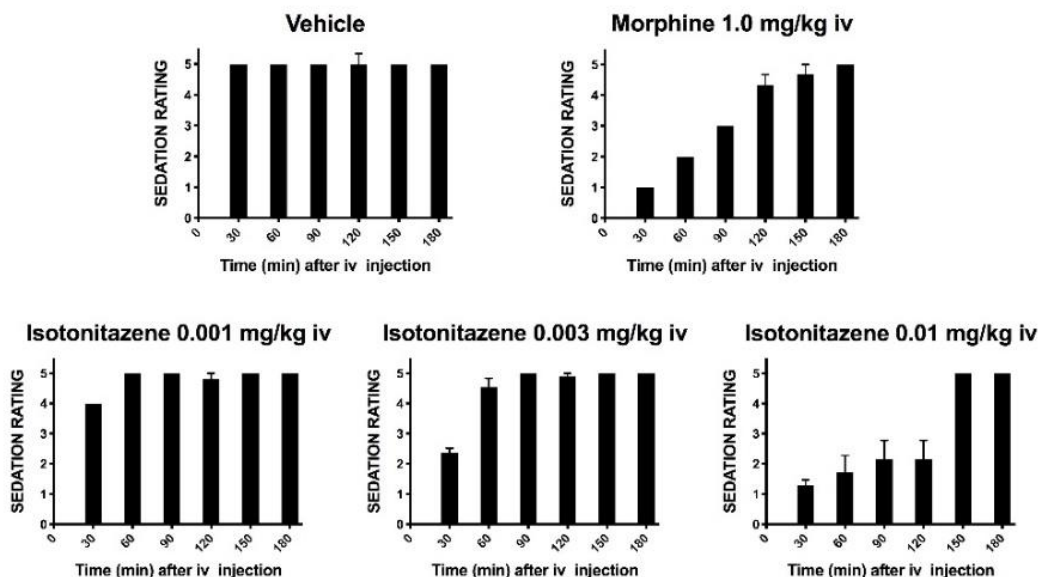 Vehicle
SEDATION RATING
5
4
3
2
1
0
0 30 60 90 120 150 180
Time (min) after iv injection
Morphine 1.0 mg/kg iv
SEDATION RATING
5
4
3
2
1
0
0 30 60 90 120 150 180
Time (min) after iv injection
Isotonitazene 0.001 mg/kg iv
SEDATION RATING
5
4
3
2
1
0
0 30 60 90 120 150 180
Time (min) after iv injection
Isotonitazene 0.003 mg/kg iv
SEDATION RATING
5
4
3
2
1
0
0 30 60 90 120 150 180
Time (min) after iv injection
Isotonitazene 0.01 mg/kg iv
SEDATION RATING
5
4
3
2
1
0
0 30 60 90 120 150 180
Time (min) after iv injection